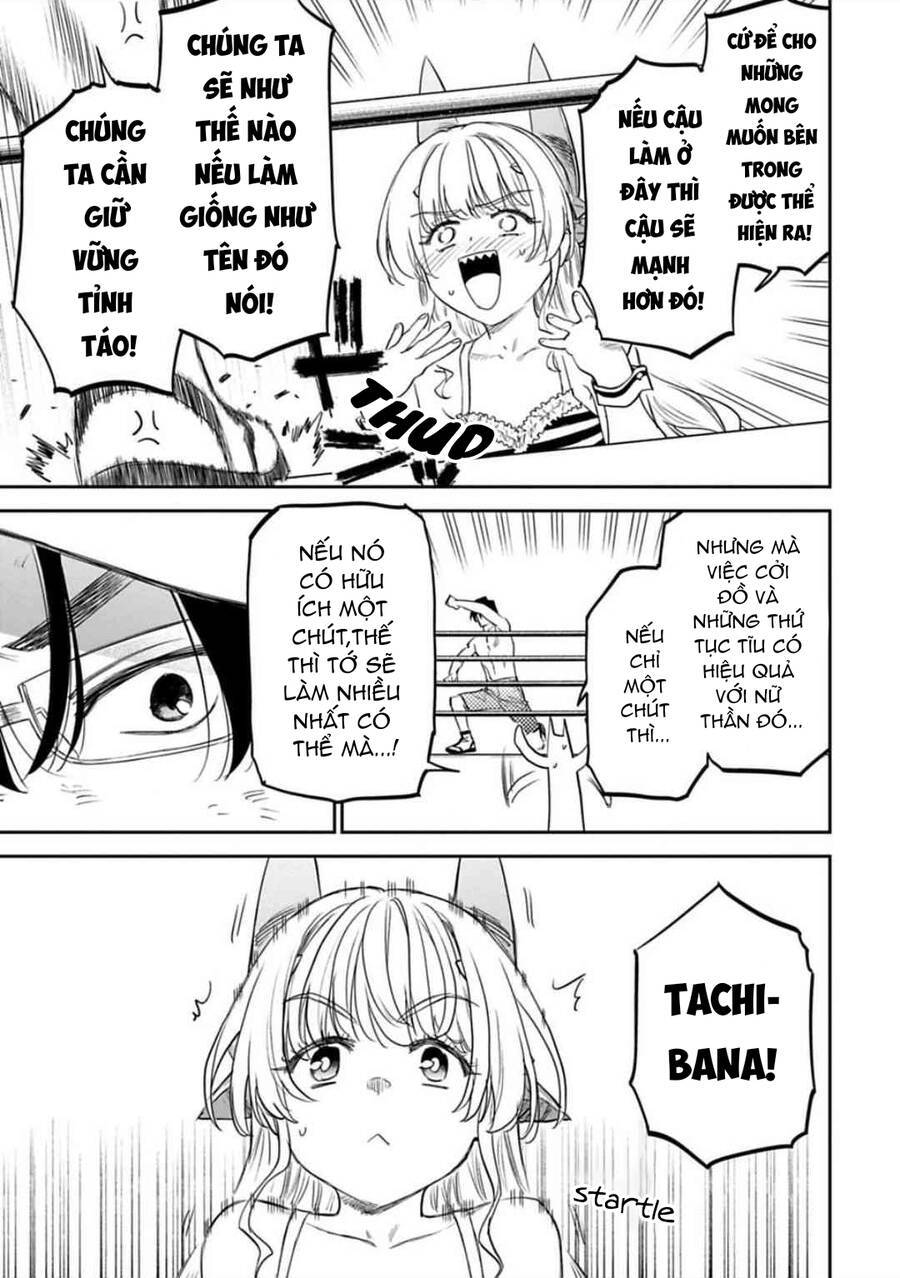 CỨ ĐỂ CHO
NHỮNG
MONG
MUỐN BÊN
TRONG
ĐƯỢC THỂ
HIỆN RA!
NẾU CẬU
LÀM Ở
ĐÂY THÌ
CẬU SẼ
MẠNH
HƠN ĐÓ!
CHÚNG TA
SẼ NHƯ
THẾ NÀO
NẾU LÀM
GIỐNG NHƯ
TÊN ĐÓ
NÓI!
CHÚNG
TA CẦN
GIỮ
VỮNG
TỈNH
TÁO!
THUD
NHƯNG MÀ
VIỆC CỞI
ĐỒ VÀ
NHỮNG THỨ
TỤC TĨU CÓ
HIỆU QUẢ
VỚI NỮ
THẦN ĐÓ...
NẾU
CHỈ
MỘT
CHÚT
THÌ...
NẾU NÓ
CÓ HỮU
ÍCH MỘT
CHÚT,THẾ
THÌ TỚ SẼ
LÀM NHIỀU
NHẤT CÓ
THỂ MÀ...!
TACHI-
BANA!
startle